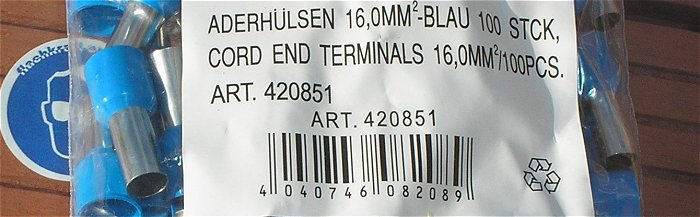 ADERHÜLSEN 16,0MM²-BLAU 100 STCK,
CORD END TERMINALS 16,0MM²/100PCS.
ART. 420851
ART. 420851
4 040746 082089